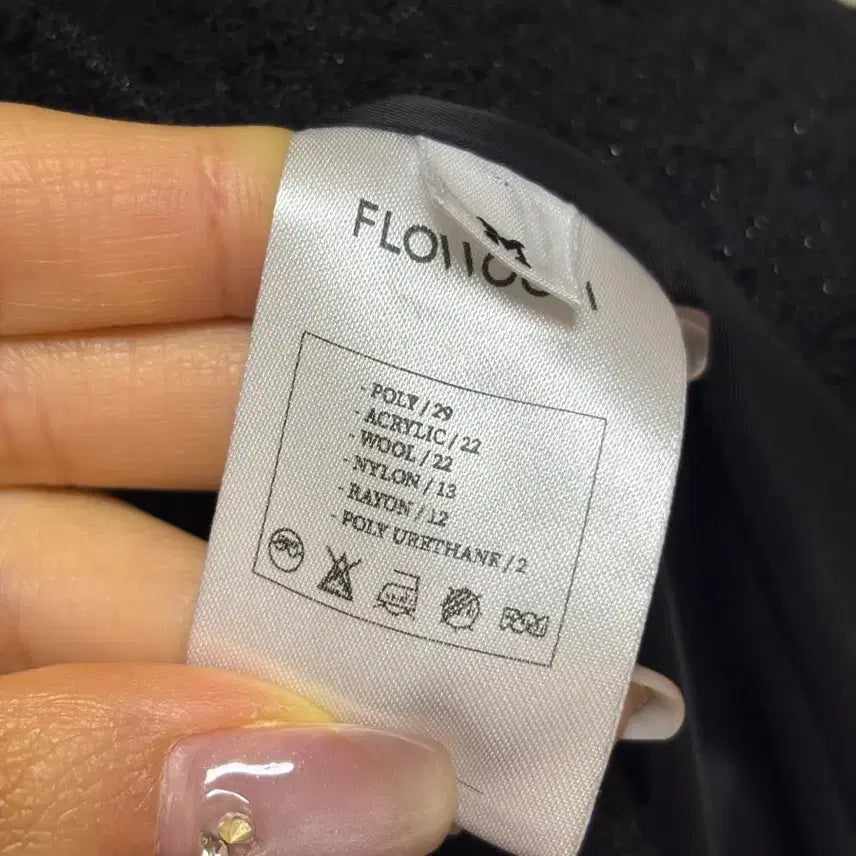 M
- POLY / 29
- ACRYLIC / 22
- WOOL / 22
- NYLON / 13
- RAYON / 12
- POLY URETHANE / 2